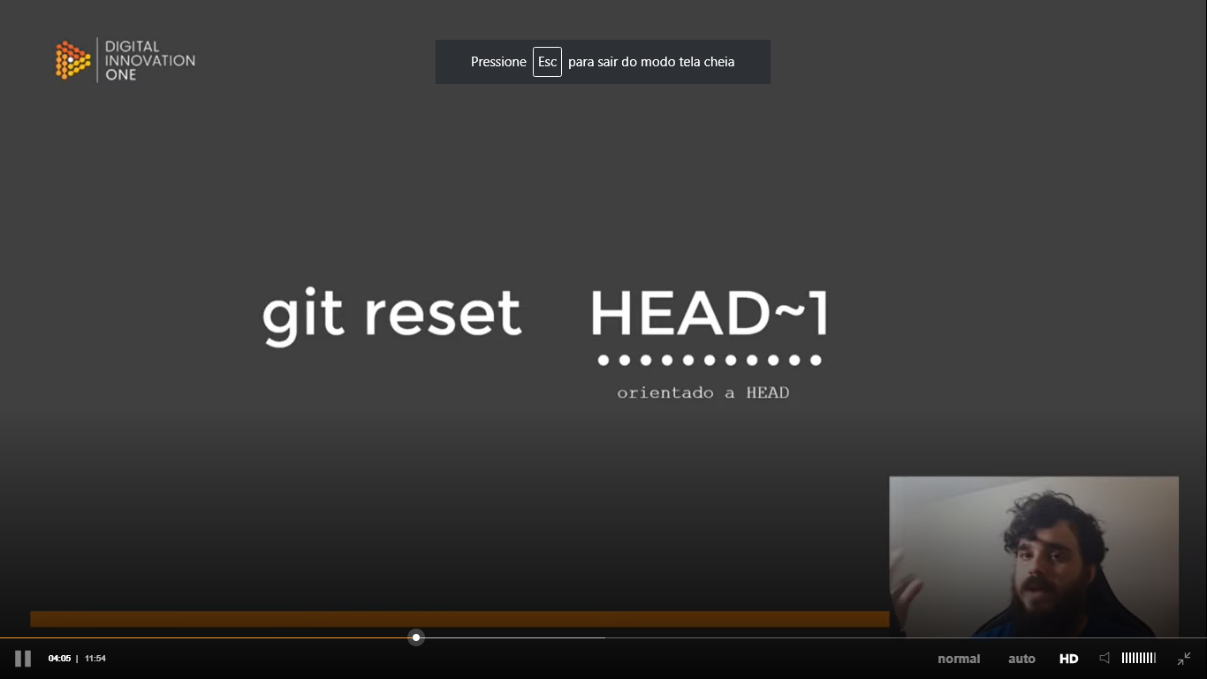 DIGITAL
INNOVATION
ONE
Pressione Esc para sair do modo tela cheia
git reset HEAD~1
orientado a HEAD
04:05 | 11:54
normal auto HD